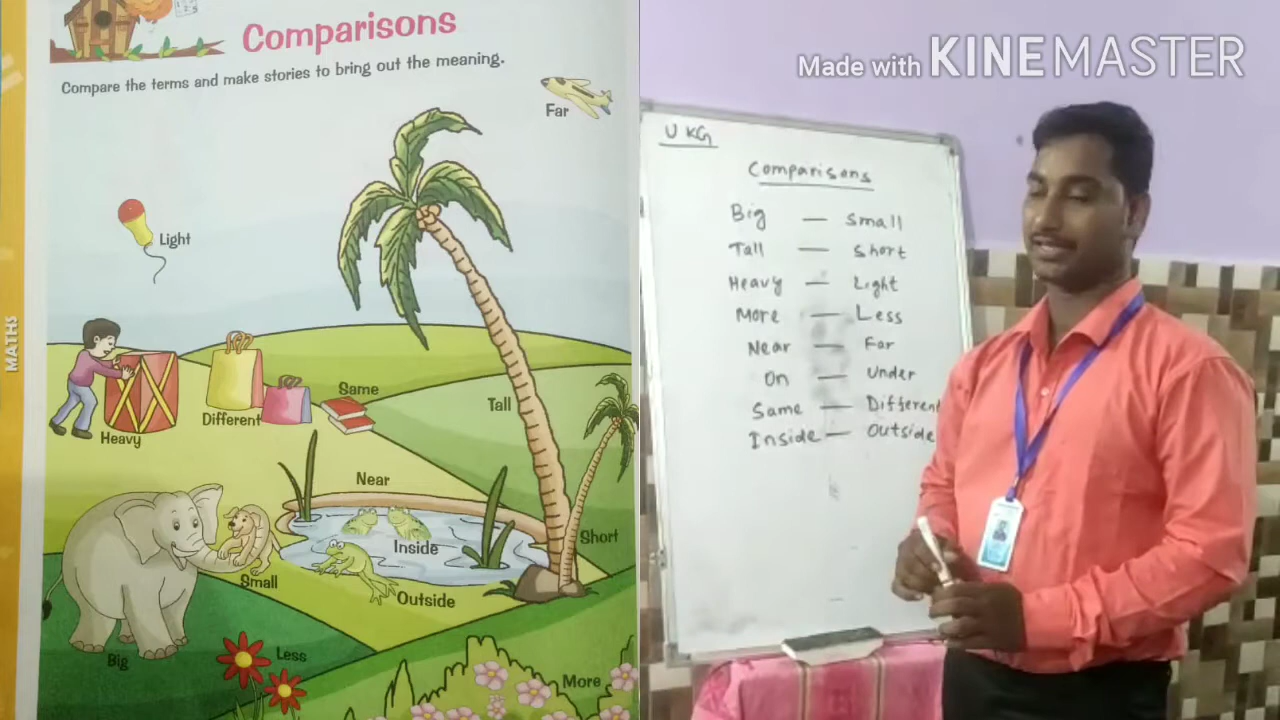 Comparisons
Compare the terms and make stories to bring out the meaning.
Far
Light
MATHS
Same
Different
Heavy
Tall
Near
Short
Inside
Small
Outside
Big
Less
More
Made with KINEMASTER
UKG
Comparisons
Big — Small
Tall — Short
Heavy — Light
More — Less
Near — Far
On — Under
Same — Different
Inside — Outside